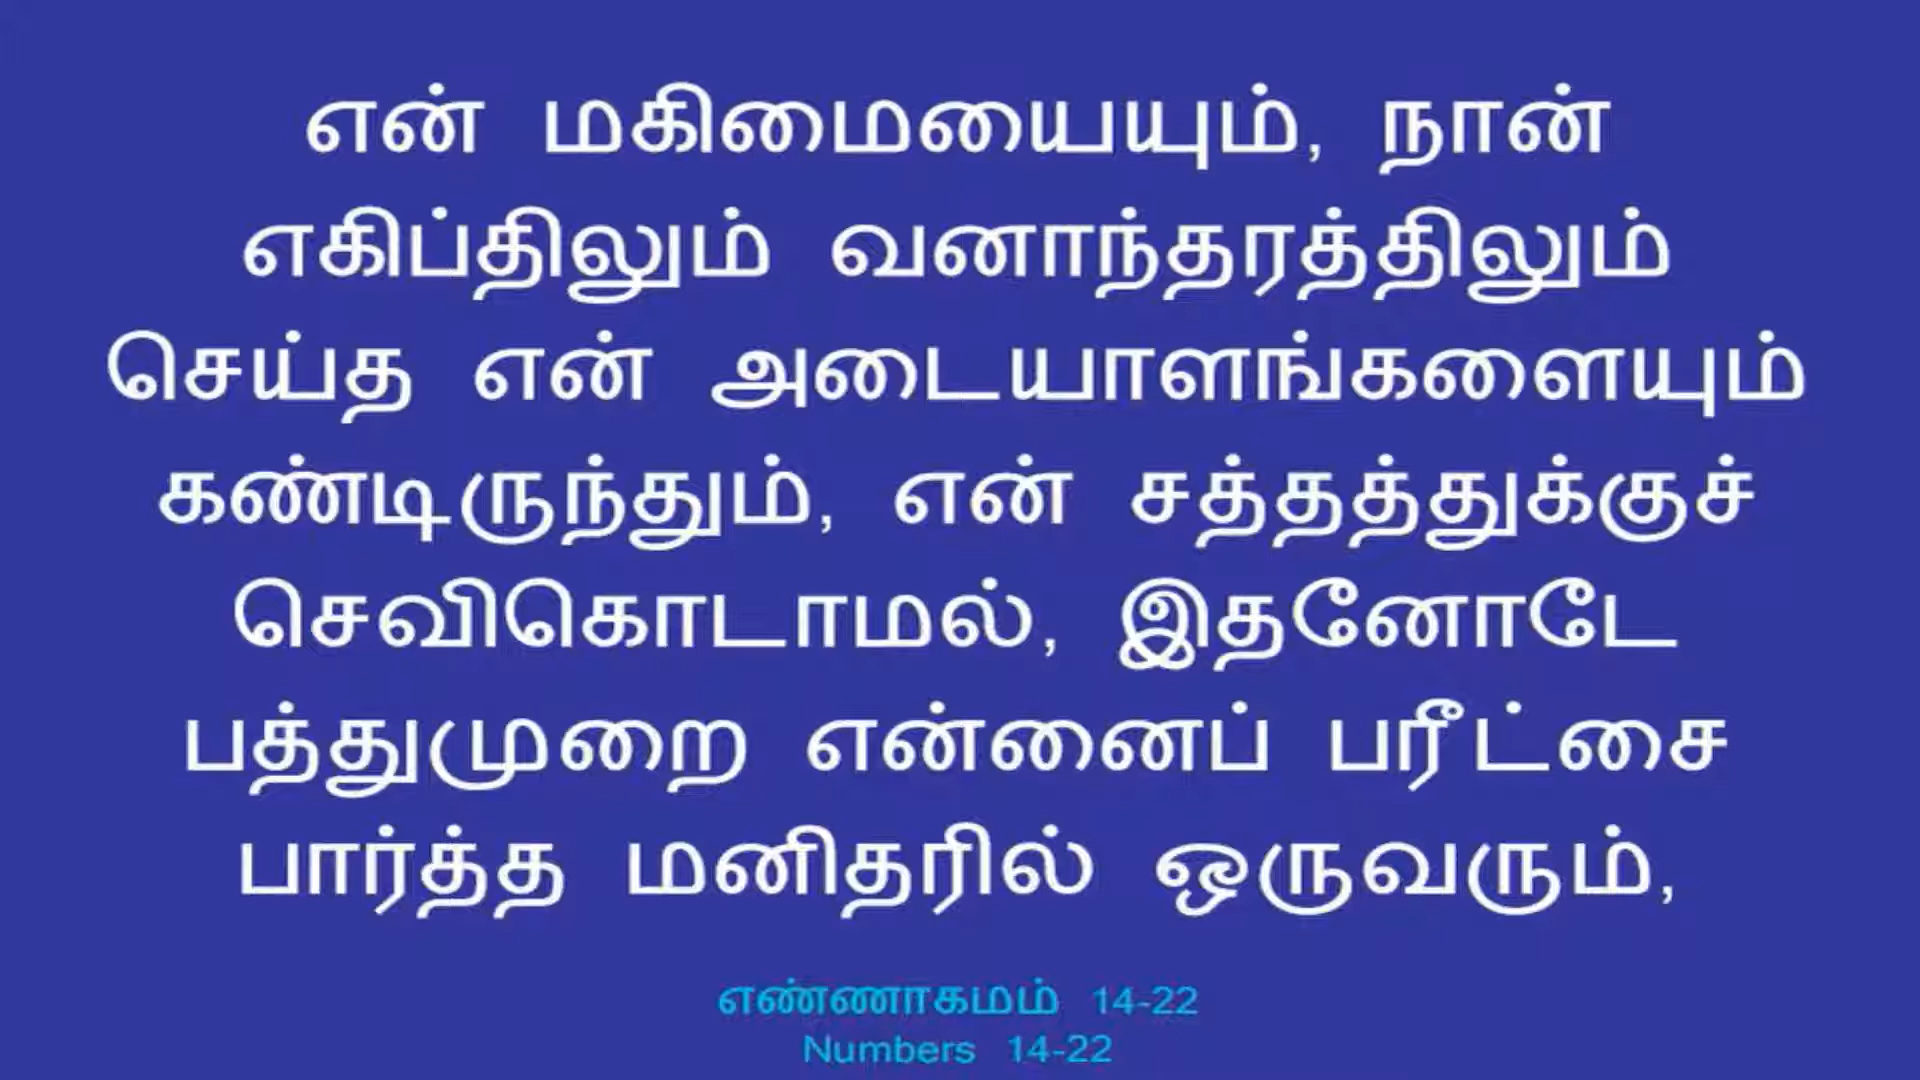 என் மகிமையையும், நான்
எகிப்திலும் வனாந்தரத்திலும்
செய்த என் அடையாளங்களையும்
கண்டிருந்தும், என் சத்தத்துக்குச்
செவிகொடாமல், இதனோடே
பத்துமுறை என்னைப் பரீட்சை
பார்த்த மனிதரில் ஒருவரும்,
எண்ணாகமம் 14-22
Numbers 14-22